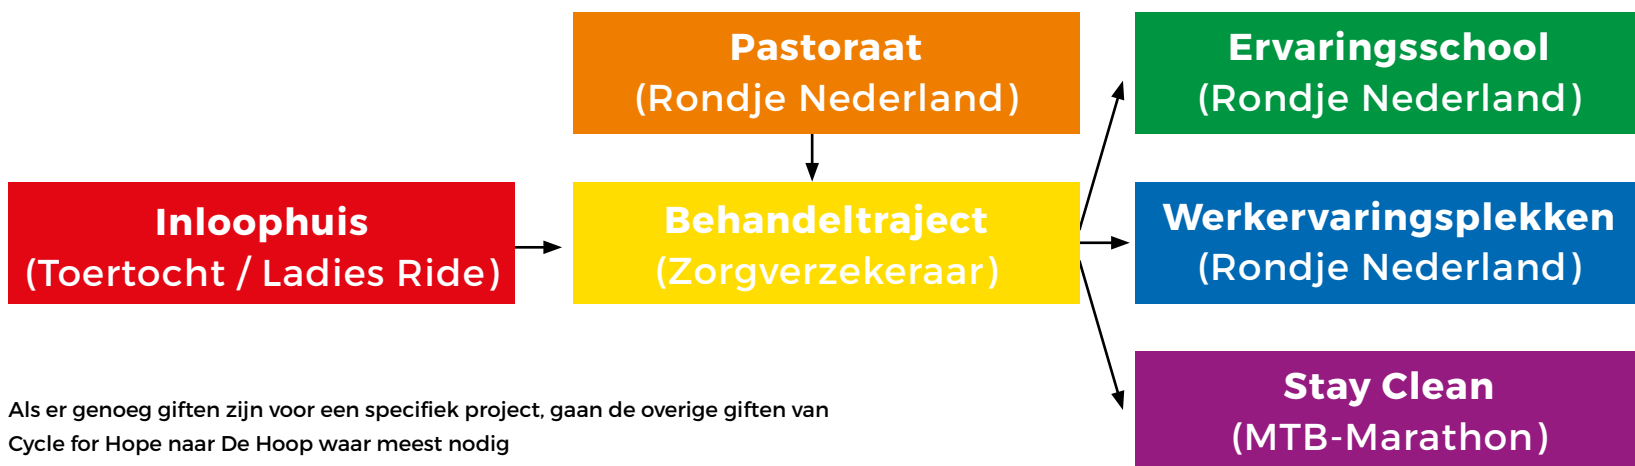 Pastoraat
(Rondje Nederland)
Ervaringsschool
(Rondje Nederland)
Inloophuis
(Toertocht / Ladies Ride)
Behandeltraject
(Zorgverzekeraar)
Werkervaringsplekken
(Rondje Nederland)
Stay Clean
(MTB-Marathon)
Als er genoeg giften zijn voor een specifiek project, gaan de overige giften van
Cycle for Hope naar De Hoop waar meest nodig